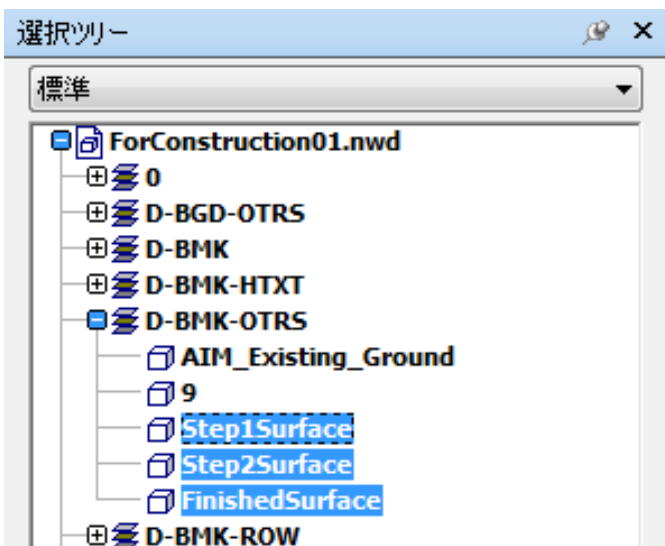 選択ツリー
標準
ForConstruction01.nwd
0
D-BGD-OTRS
D-BMK
D-BMK-HTXT
D-BMK-OTRS
AIM_Existing_Ground
9
Step1Surface
Step2Surface
FinishedSurface
D-BMK-ROW